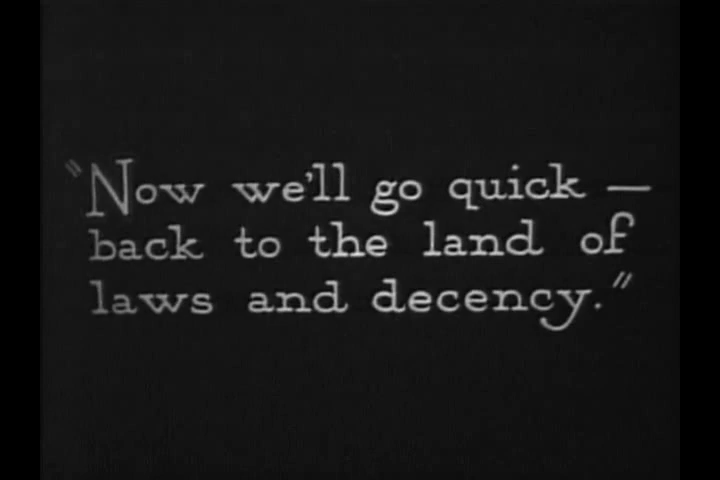 "Now we'll go quick —
back to the land of
laws and decency."